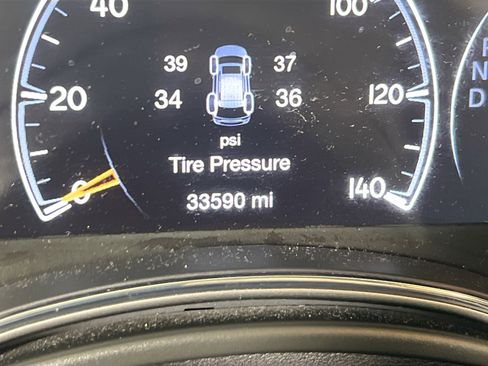 40 100
39 37
34 36
20 120
psi
Tire Pressure
0 140
33590 mi
P
N
D